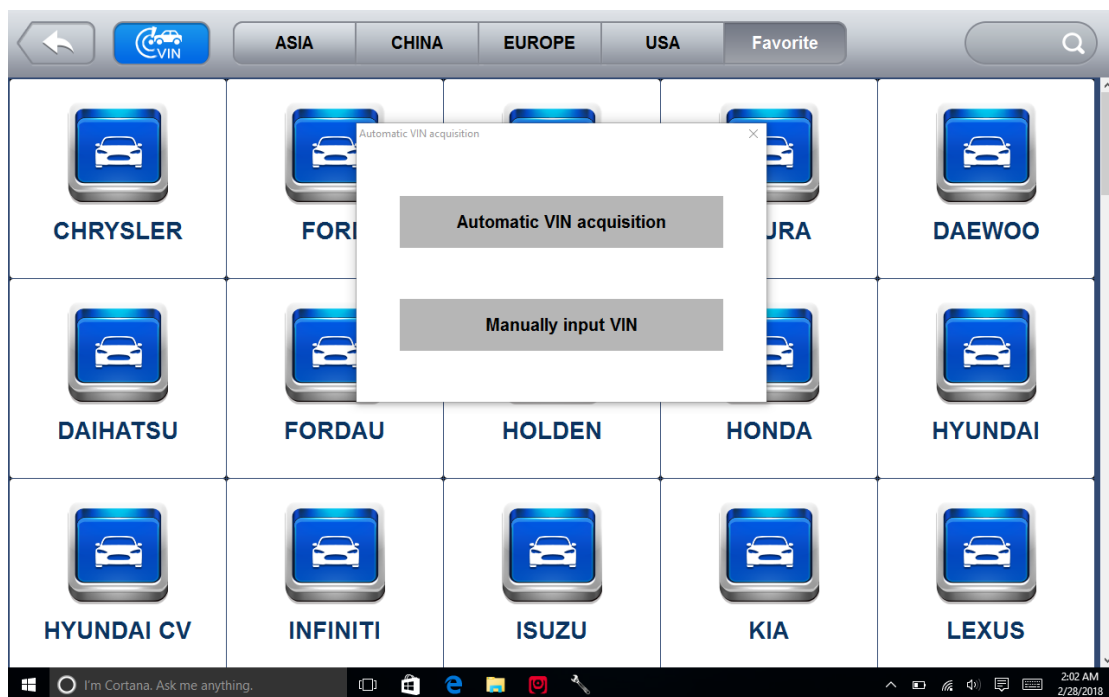 VIN
ASIA
CHINA
EUROPE
USA
Favorite
Automatic VIN acquisition
Automatic VIN acquisition
Manually input VIN
CHRYSLER
FOR
URA
DAEWOO
DAIHATSU
FORDAU
HOLDEN
HONDA
HYUNDAI
HYUNDAI CV
INFINITI
ISUZU
KIA
LEXUS
I'm Cortana. Ask me anything.
2:02 AM
2/28/2018